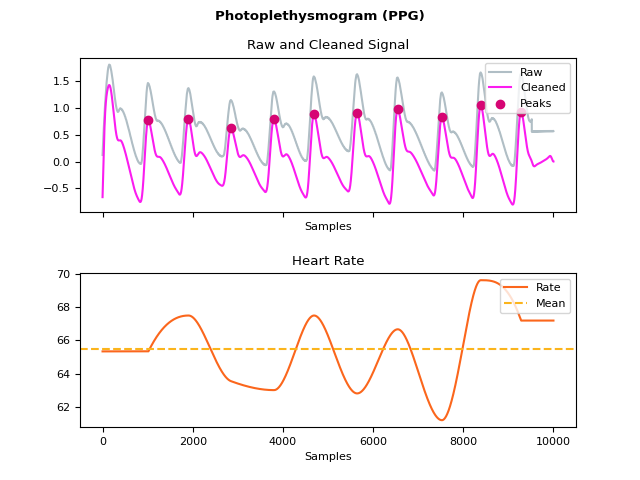 Photoplethysmogram (PPG)
Raw and Cleaned Signal
Raw
Cleaned
Peaks
1.5
1.0
0.5
0.0
−0.5
Samples
Heart Rate
Rate
Mean
70
68
66
64
62
0 2000 4000 6000 8000 10000
Samples